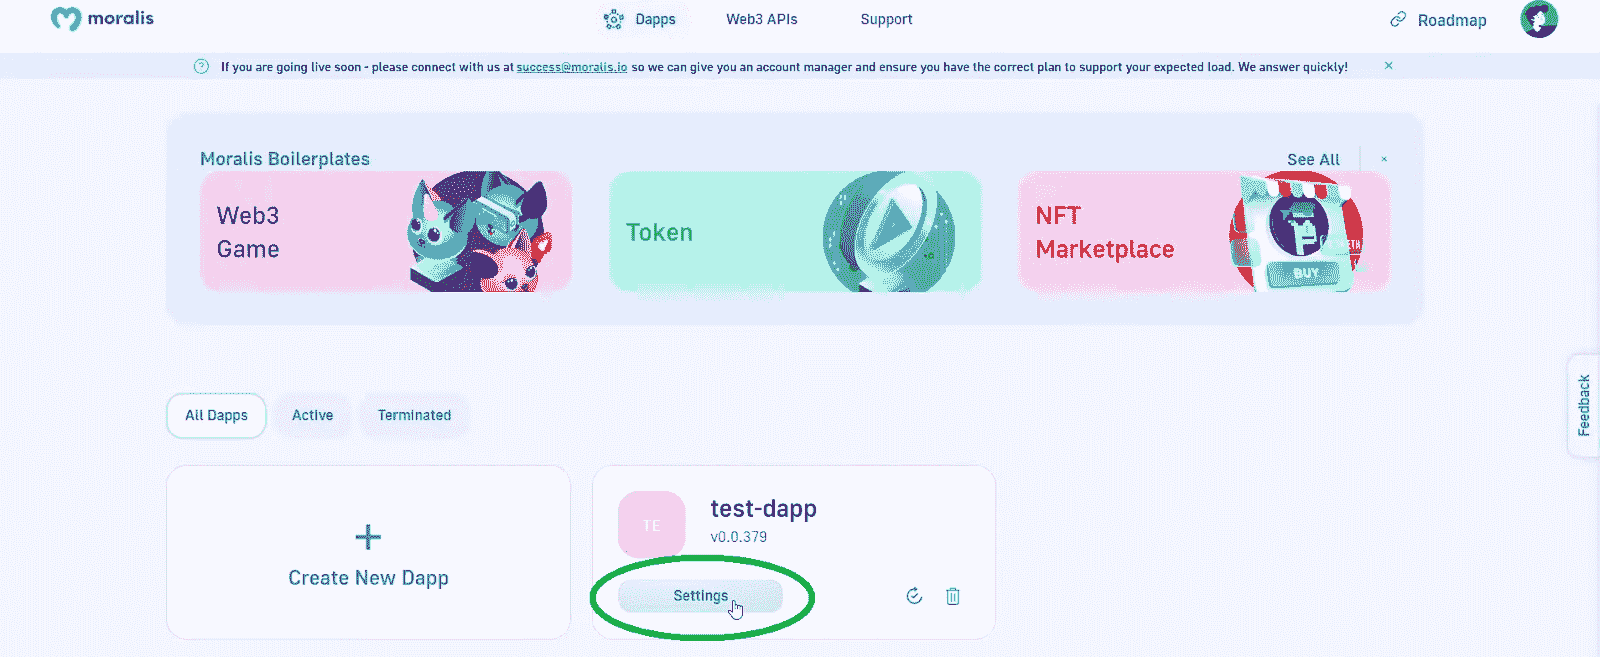 moralis
Dapps
Web3 APIs
Support
Roadmap
If you are going live soon - please connect with us at success@moralis.io so we can give you an account manager and ensure you have the correct plan to support your expected load. We answer quickly!
Moralis Boilerplates
See All
Web3
Game
Token
NFT
Marketplace
BUY
Feedback
All Dapps
Active
Terminated
Create New Dapp
TE
test-dapp
v0.0.379
Settings